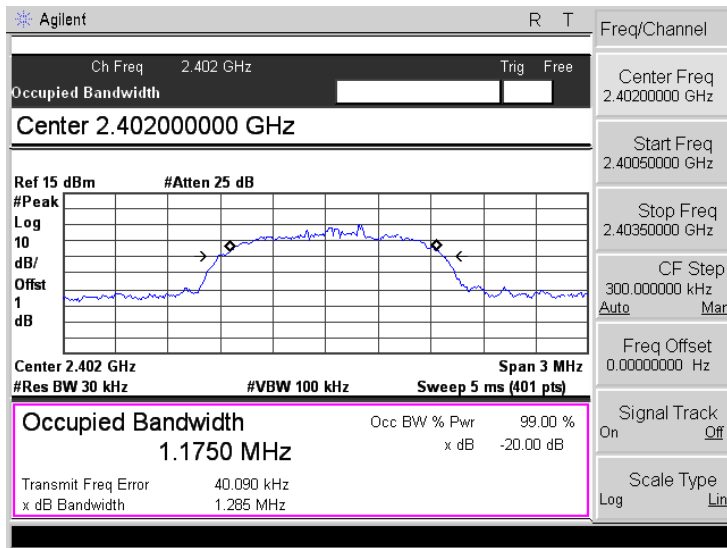 Agilent R T
Ch Freq 2.402 GHz Trig Free
Occupied Bandwidth
Center 2.402000000 GHz
Ref 15 dBm #Atten 25 dB
#Peak
Log
10
dB/
Offst
1
dB
Center 2.402 GHz Span 3 MHz
#Res BW 30 kHz #VBW 100 kHz Sweep 5 ms (401 pts)
Occupied Bandwidth Occ BW % Pwr 99.00 %
1.1750 MHz x dB -20.00 dB
Transmit Freq Error 40.090 kHz
x dB Bandwidth 1.285 MHz
Freq/Channel
Center Freq
2.40200000 GHz
Start Freq
2.40050000 GHz
Stop Freq
2.40350000 GHz
CF Step
300.000000 kHz
Auto Man
Freq Offset
0.00000000 Hz
Signal Track
On Off
Scale Type
Log Lin